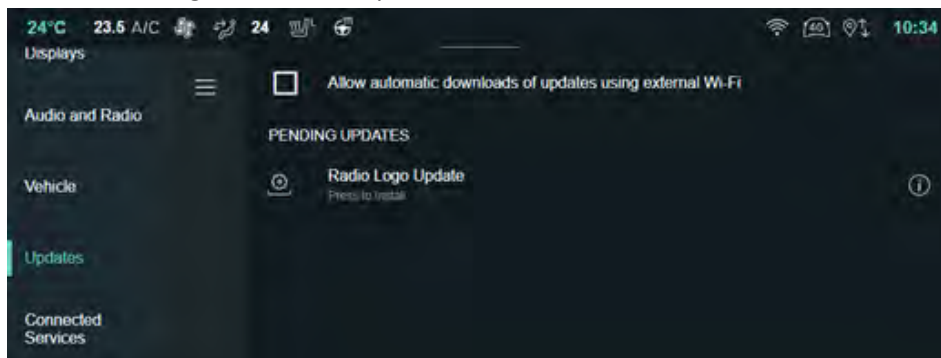 24°C 23.5 A/C 24 4G 10:34
Displays
Allow automatic downloads of updates using external Wi-Fi
Audio and Radio
PENDING UPDATES
Radio Logo Update
Press to Install
Vehicle
Updates
Connected
Services